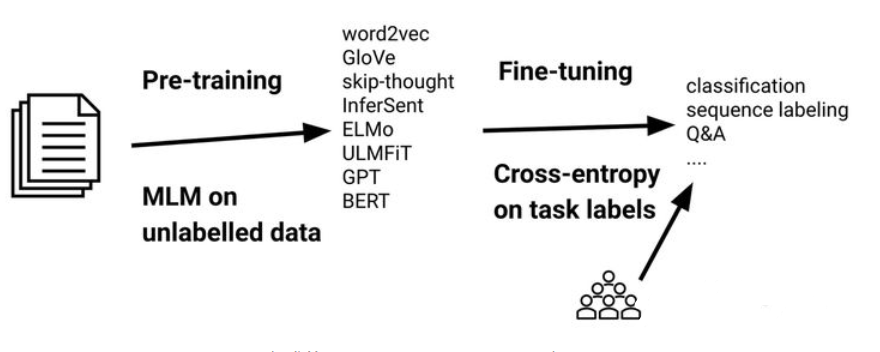 Pre-training
MLM on
unlabelled data
word2vec
GloVe
skip-thought
InferSent
ELMo
ULMFiT
GPT
BERT
Fine-tuning
Cross-entropy
on task labels
classification
sequence labeling
Q&A
....